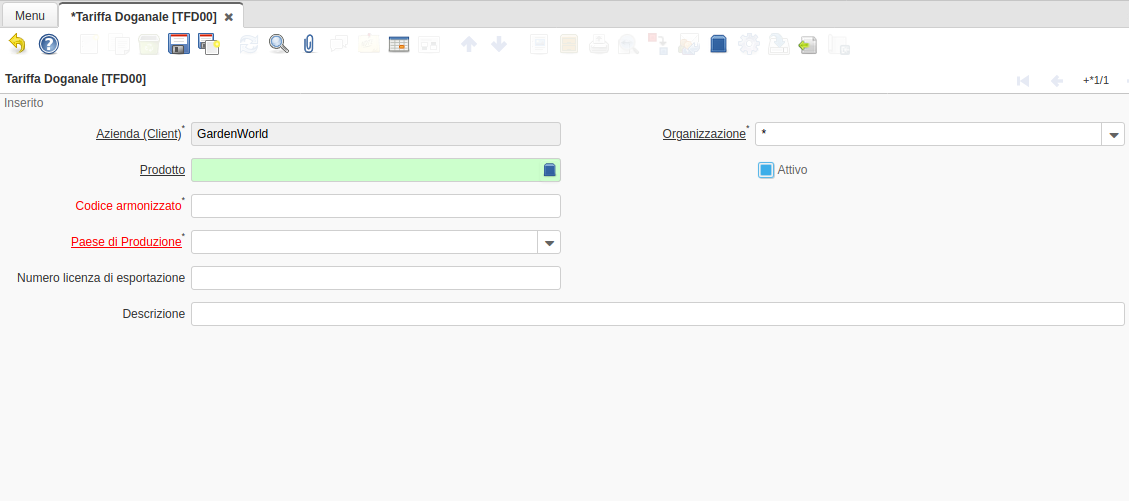 Menu
*Tariffa Doganale [TFD00]
Tariffa Doganale [TFD00]
+*1/1
Inserito
Azienda (Client)* GardenWorld
Organizzazione* *
Prodotto
Attivo
Codice armonizzato*
Paese di Produzione*
Numero licenza di esportazione
Descrizione